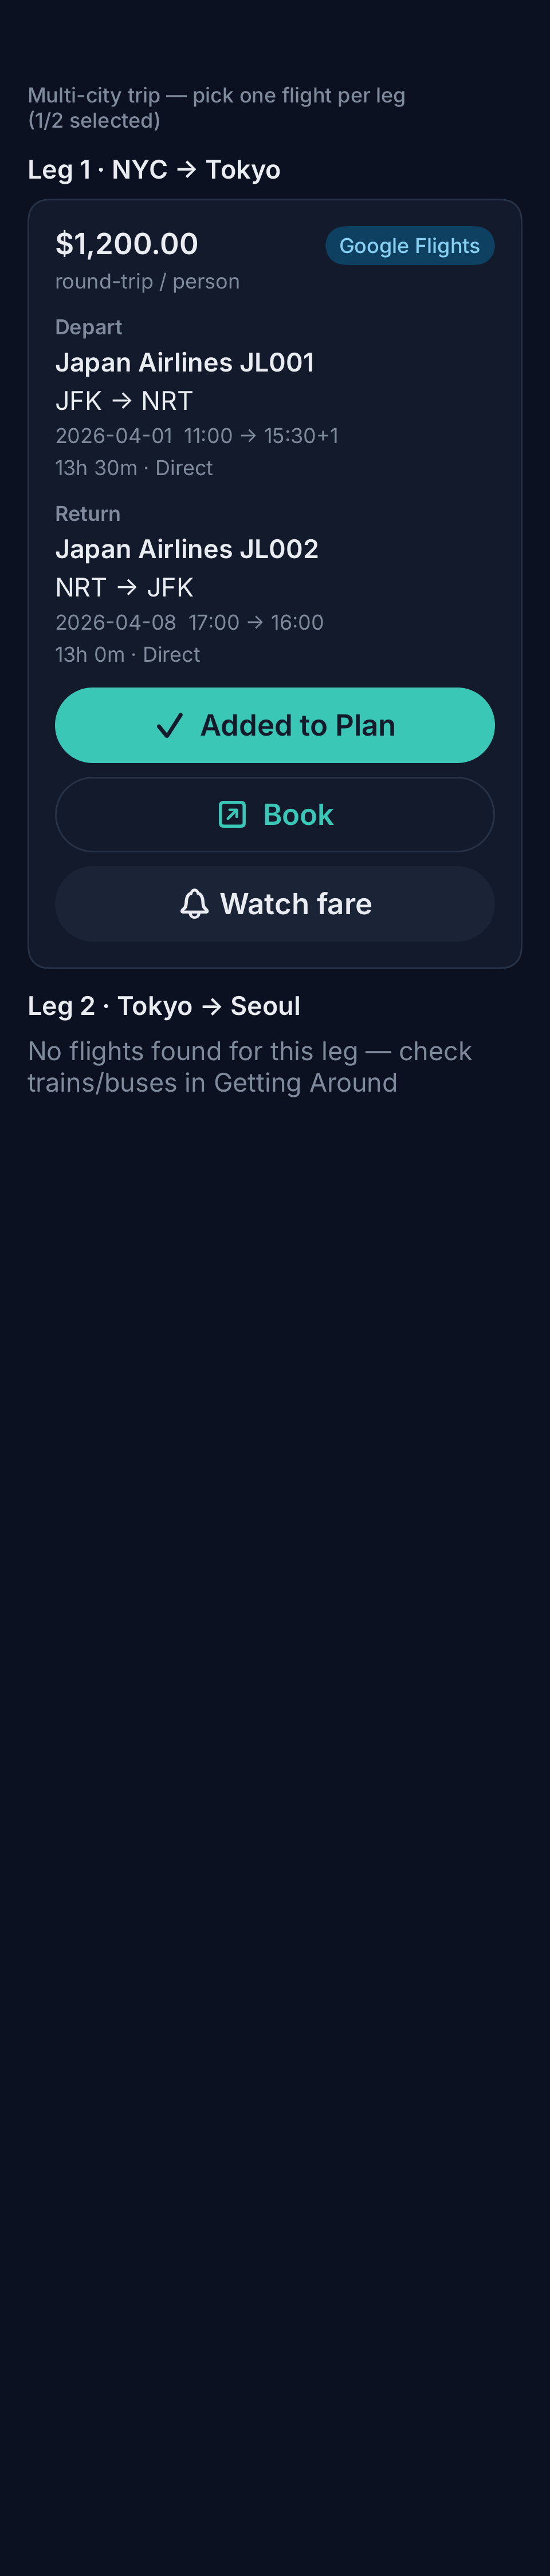 Multi-city trip — pick one flight per leg
(1/2 selected)
Leg 1 · NYC → Tokyo
$1,200.00
Google Flights
round-trip / person
Depart
Japan Airlines JL001
JFK → NRT
2026-04-01 11:00 → 15:30+1
13h 30m · Direct
Return
Japan Airlines JL002
NRT → JFK
2026-04-08 17:00 → 16:00
13h 0m · Direct
Added to Plan
Book
Watch fare
Leg 2 · Tokyo → Seoul
No flights found for this leg — check
trains/buses in Getting Around